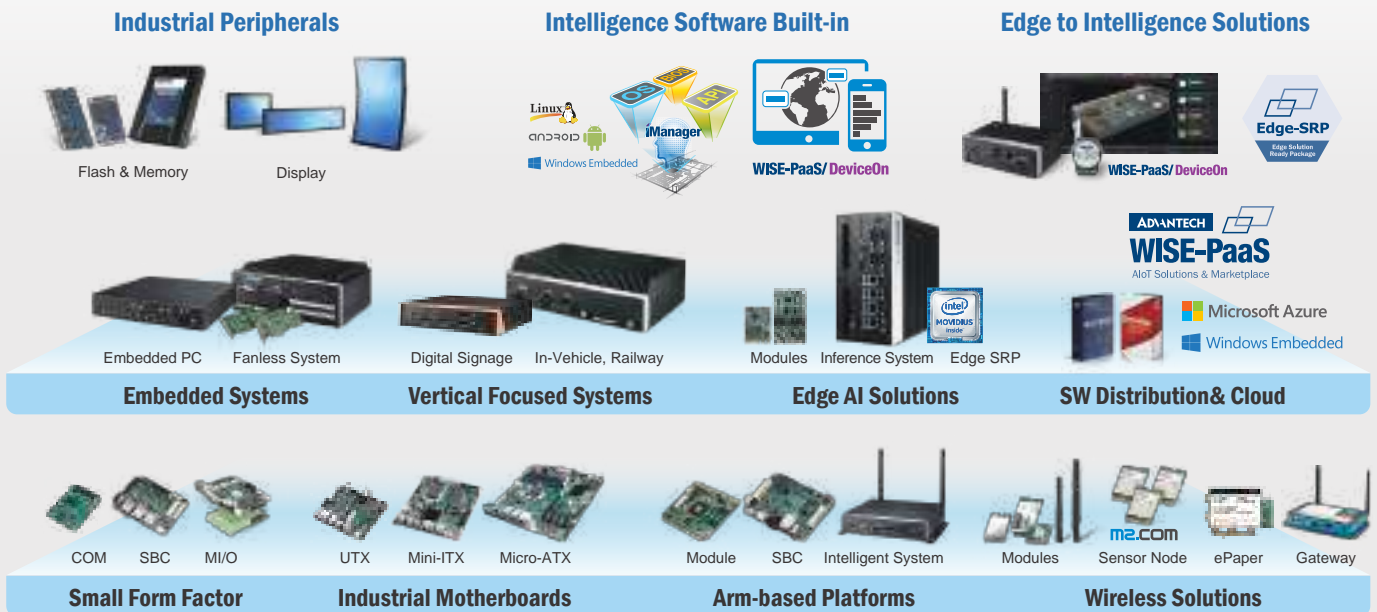 Industrial Peripherals
Intelligence Software Built-in
Edge to Intelligence Solutions
Linux
android
Windows Embedded
OS
BIOS
API
iManager
WISE-PaaS/DeviceOn
WISE-PaaS/DeviceOn
Edge-SRP
Edge Solution
Ready Package
Flash & Memory
Display
ADVANTECH
WISE-PaaS
AIoT Solutions & Marketplace
intel
MOVIDIUS
inside
Microsoft Azure
Windows Embedded
Embedded PC
Fanless System
Digital Signage
In-Vehicle, Railway
Modules
Inference System
Edge SRP
Embedded Systems
Vertical Focused Systems
Edge AI Solutions
SW Distribution& Cloud
m2.com
COM
SBC
MI/O
UTX
Mini-ITX
Micro-ATX
Module
SBC
Intelligent System
Modules
Sensor Node
ePaper
Gateway
Small Form Factor
Industrial Motherboards
Arm-based Platforms
Wireless Solutions